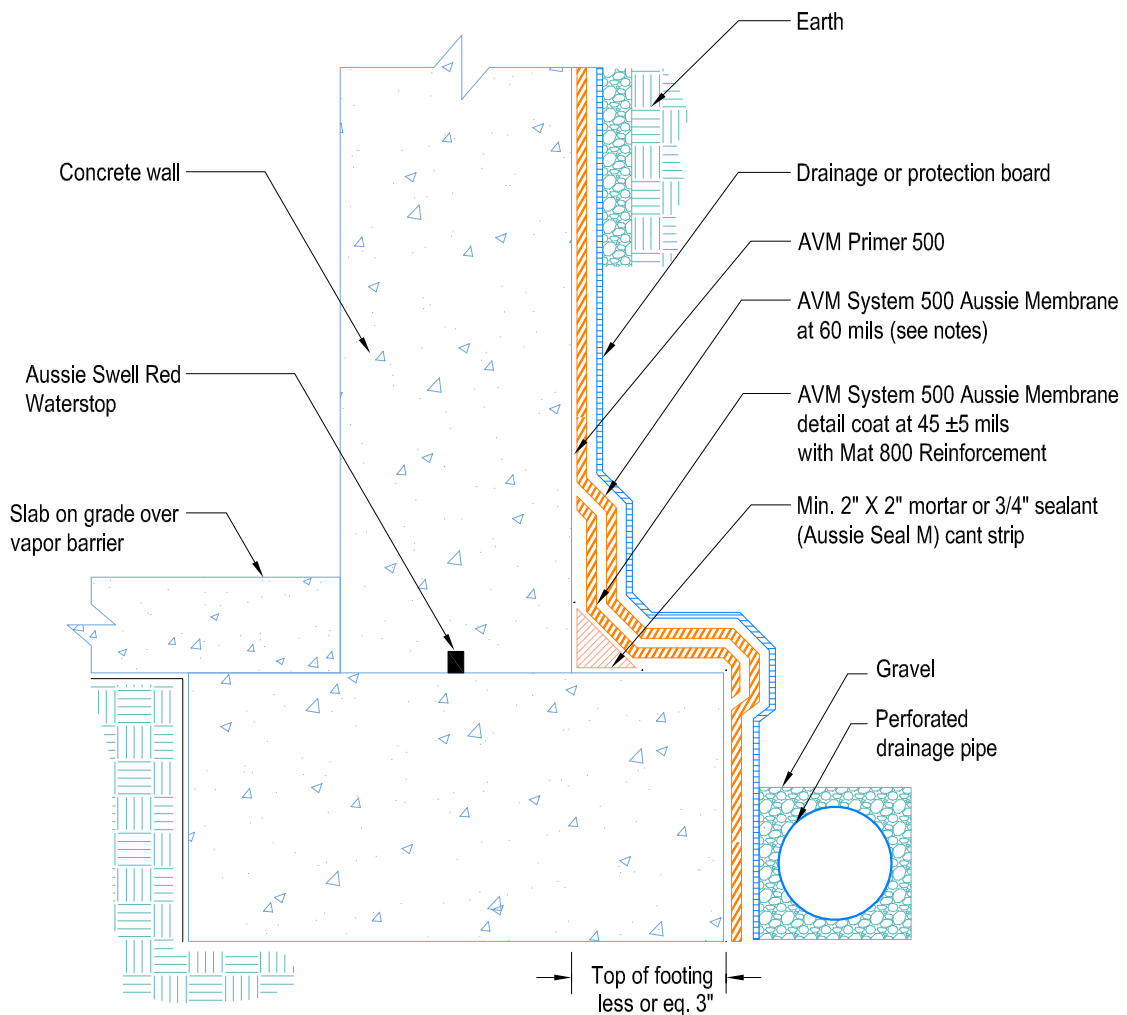 Earth
Concrete wall
Drainage or protection board
AVM Primer 500
AVM System 500 Aussie Membrane
at 60 mils (see notes)
Aussie Swell Red
Waterstop
AVM System 500 Aussie Membrane
detail coat at 45 ±5 mils
with Mat 800 Reinforcement
Slab on grade over
vapor barrier
Min. 2" X 2" mortar or 3/4" sealant
(Aussie Seal M) cant strip
Gravel
Perforated
drainage pipe
Top of footing
less or eq. 3"